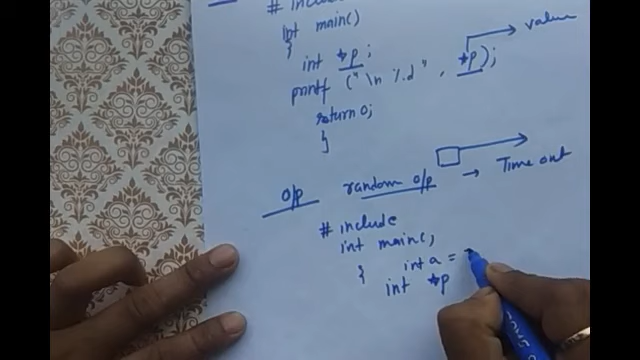 # include
int main()
{
int *p ;
printf ("\n %d" , *p); → value
return 0;
}
o/p random o/p → Time out
# include
int main(,
{ int a =
int *p